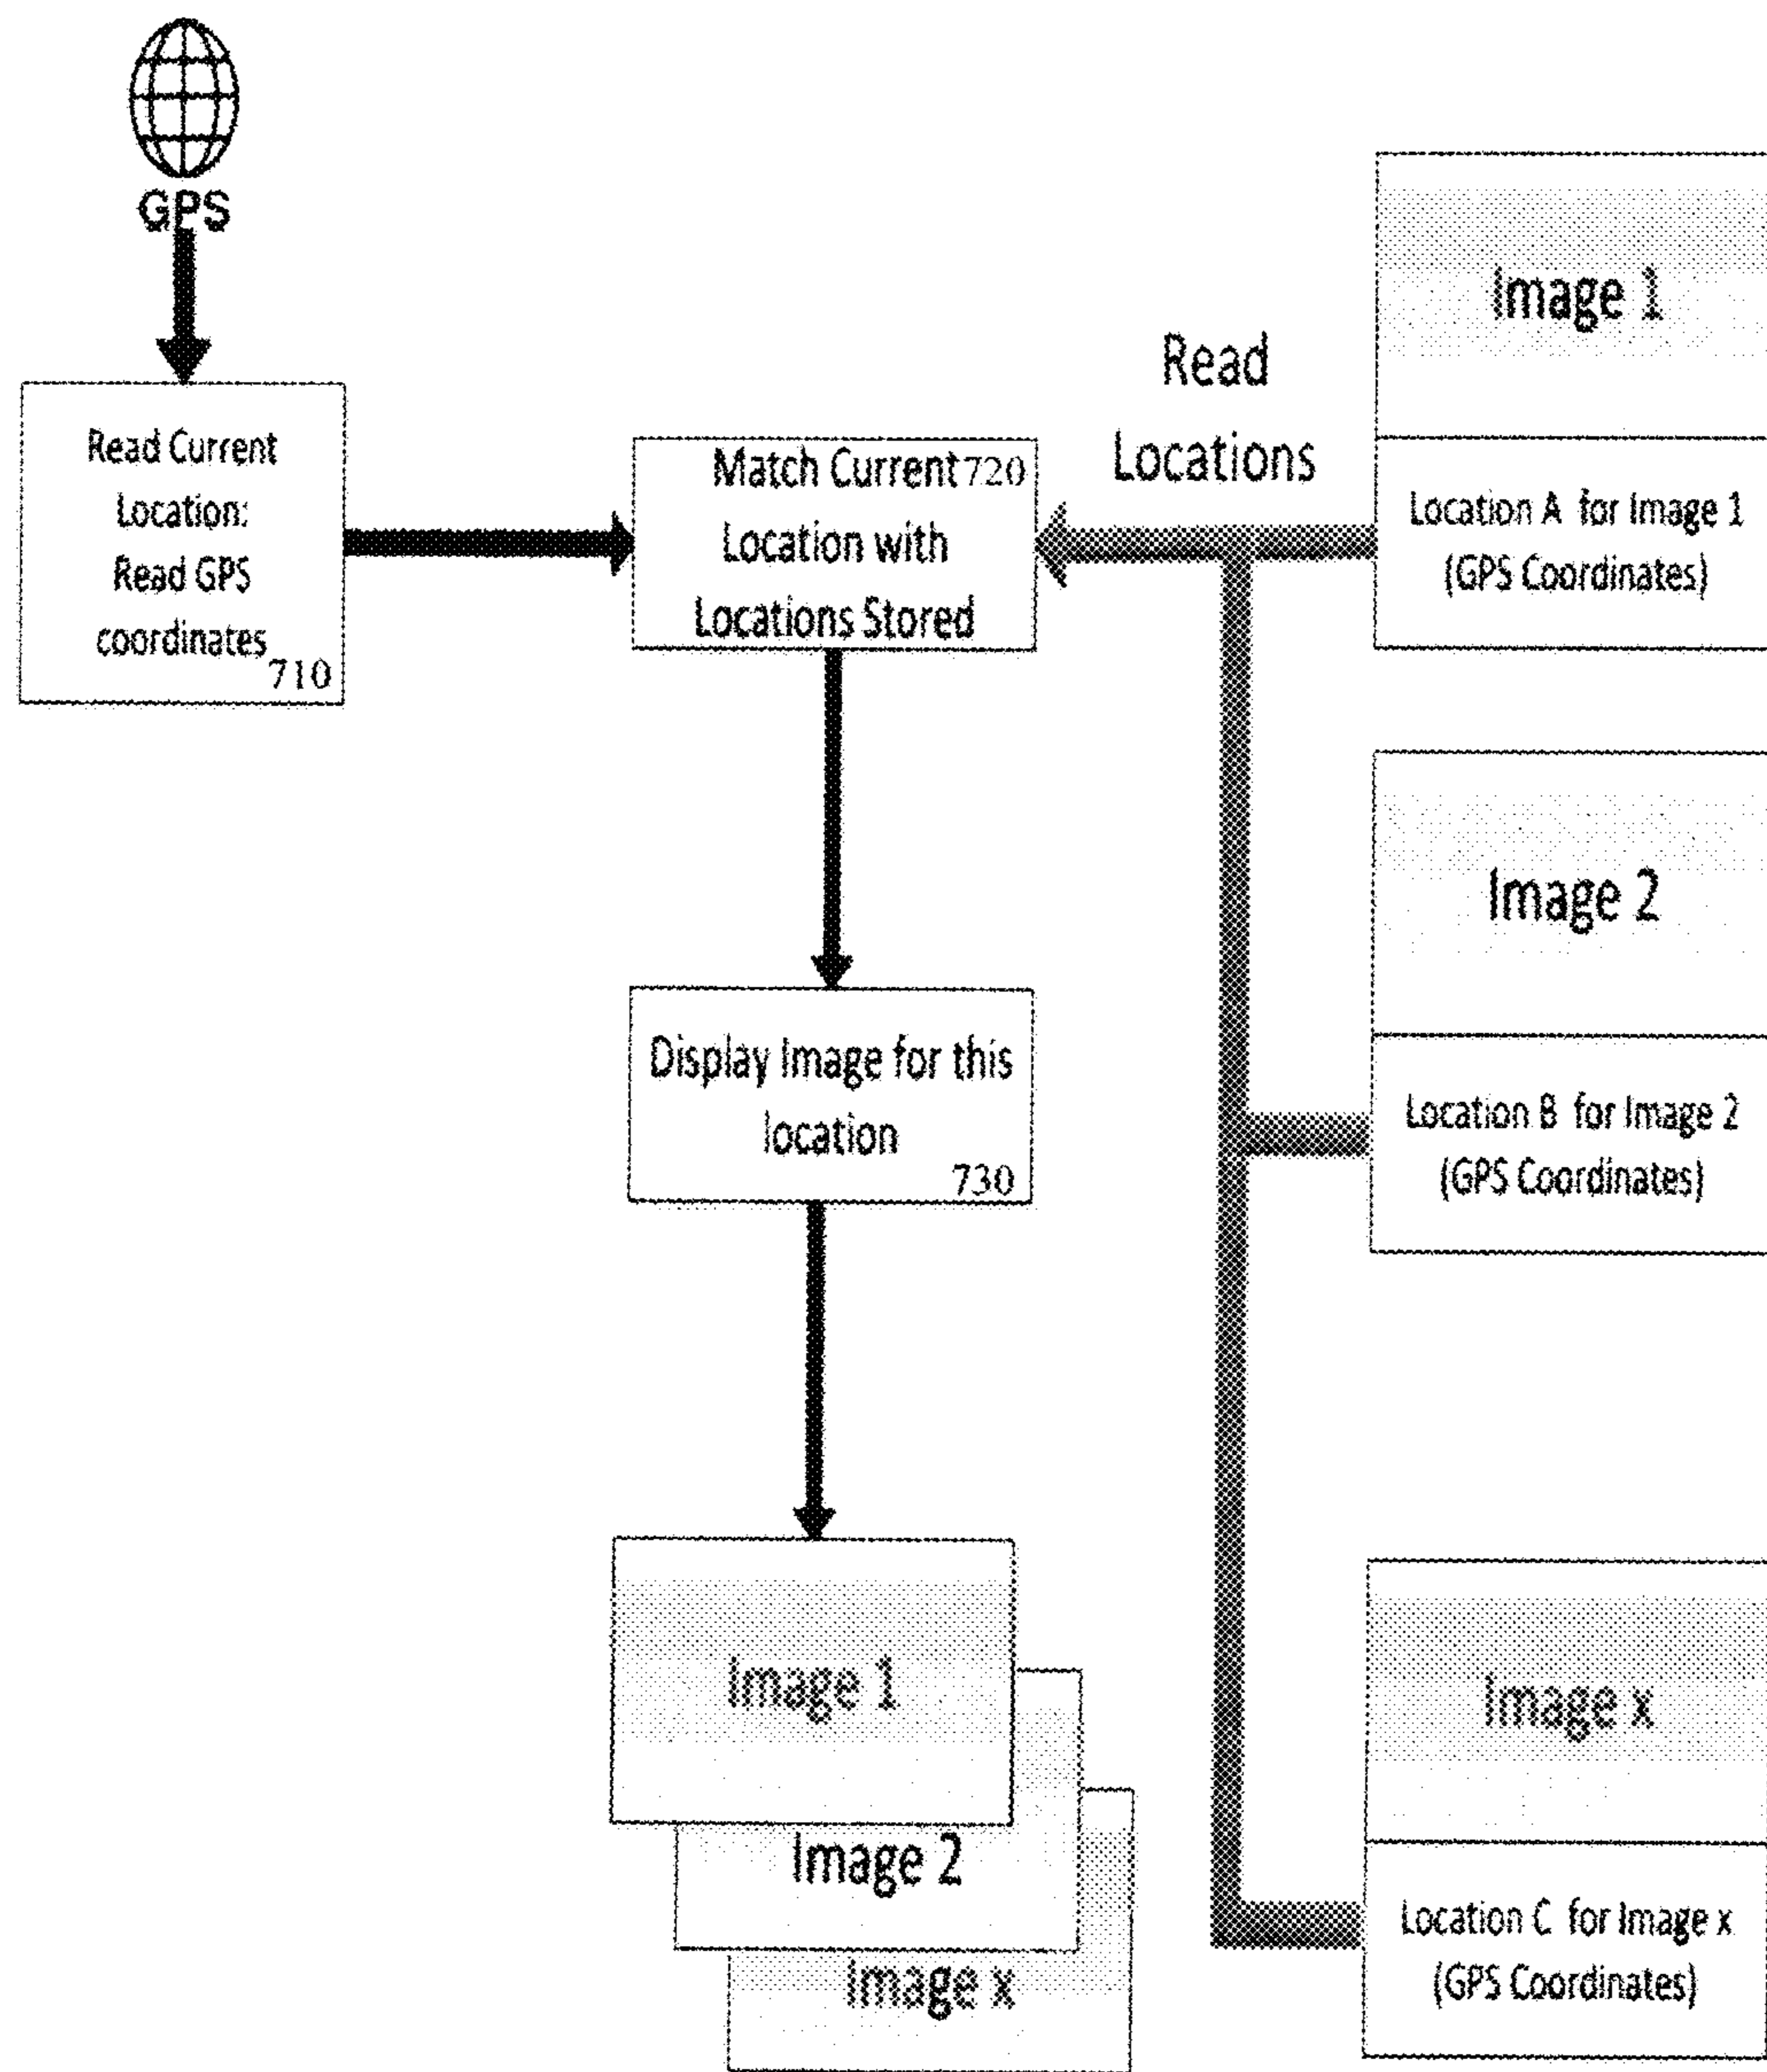 GPS
Read Current
Location:
Read GPS
coordinates
710
Match Current 720
Location with
Locations Stored
Read
Locations
Image 1
Location A for Image 1
(GPS Coordinates)
Image 2
Location B for Image 2
(GPS Coordinates)
Display Image for this
location
730
Image 1
Image 2
Image x
Image x
Location C for Image x
(GPS Coordinates)